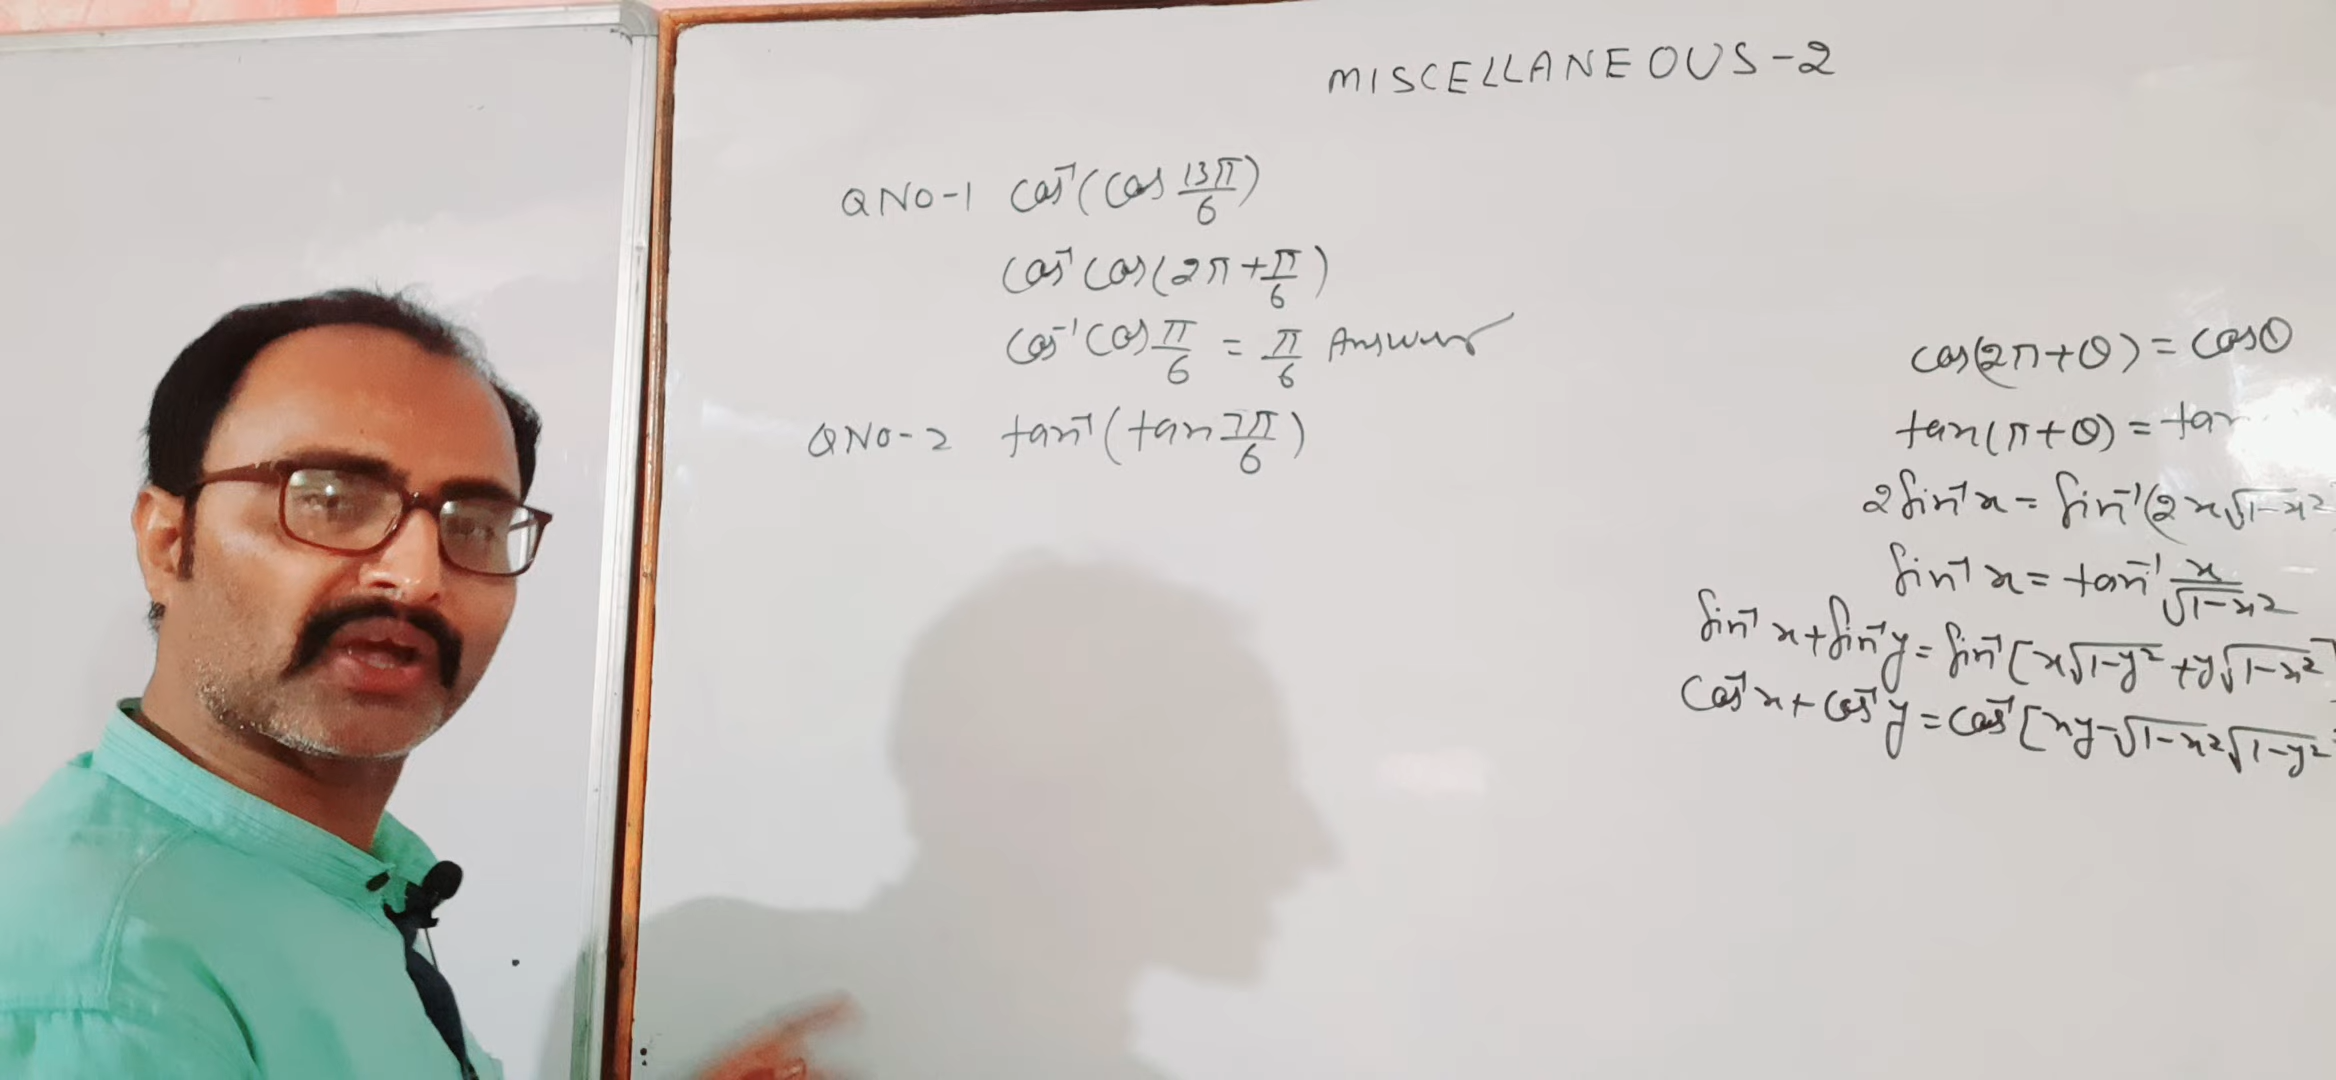 MISCELLANEOUS-2
QNO-1 cos⁻¹(cos 13π/6)
cos⁻¹ cos(2π+π/6)
cos⁻¹ cos π/6 = π/6 Answer
QNO-2 tan⁻¹(tan 7π/6)
cos(2π+θ)=cosθ
tan(π+θ)=tan
2sin⁻¹x = sin⁻¹(2x√1-x²
sin⁻¹x = tan⁻¹ x/√1-x²
sin⁻¹x+sin⁻¹y = sin⁻¹[x√1-y² + y√1-x²]
cos⁻¹x+cos⁻¹y = cos⁻¹[xy-√1-x²√1-y²